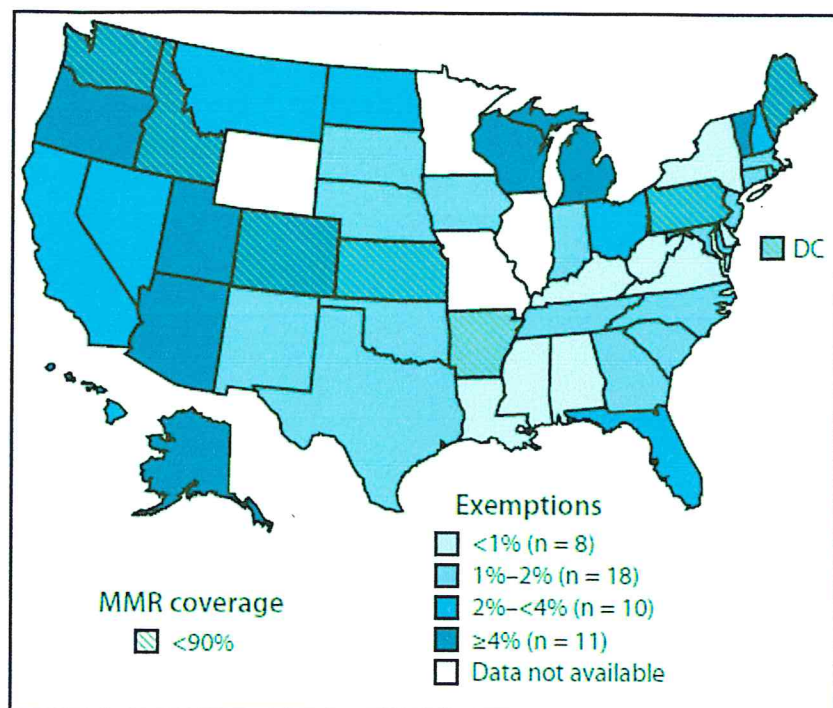 DC
Exemptions
<1% (n = 8)
1%–2% (n = 18)
2%–<4% (n = 10)
≥4% (n = 11)
Data not available
MMR coverage
<90%